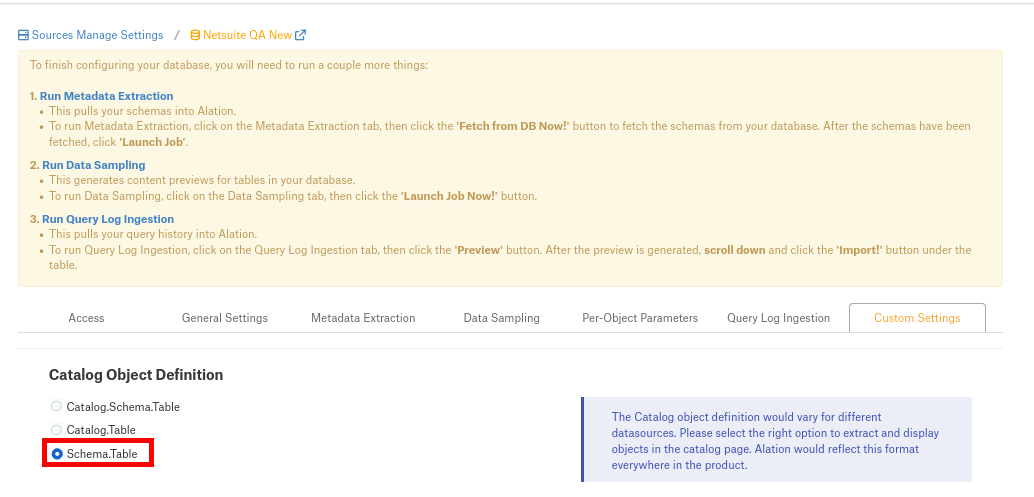 Sources Manage Settings / Netsuite QA New
To finish configuring your database, you will need to run a couple more things:
1. Run Metadata Extraction
• This pulls your schemas into Alation.
• To run Metadata Extraction, click on the Metadata Extraction tab, then click the 'Fetch from DB Now!' button to fetch the schemas from your database. After the schemas have been
fetched, click 'Launch Job'.
2. Run Data Sampling
• This generates content previews for tables in your database.
• To run Data Sampling, click on the Data Sampling tab, then click the 'Launch Job Now!' button.
3. Run Query Log Ingestion
• This pulls your query history into Alation.
• To run Query Log Ingestion, click on the Query Log Ingestion tab, then click the 'Preview' button. After the preview is generated, scroll down and click the 'Import!' button under the
table.
Access General Settings Metadata Extraction Data Sampling Per-Object Parameters Query Log Ingestion Custom Settings
Catalog Object Definition
Catalog.Schema.Table
Catalog.Table
Schema.Table
The Catalog object definition would vary for different
datasources. Please select the right option to extract and display
objects in the catalog page. Alation would reflect this format
everywhere in the product.